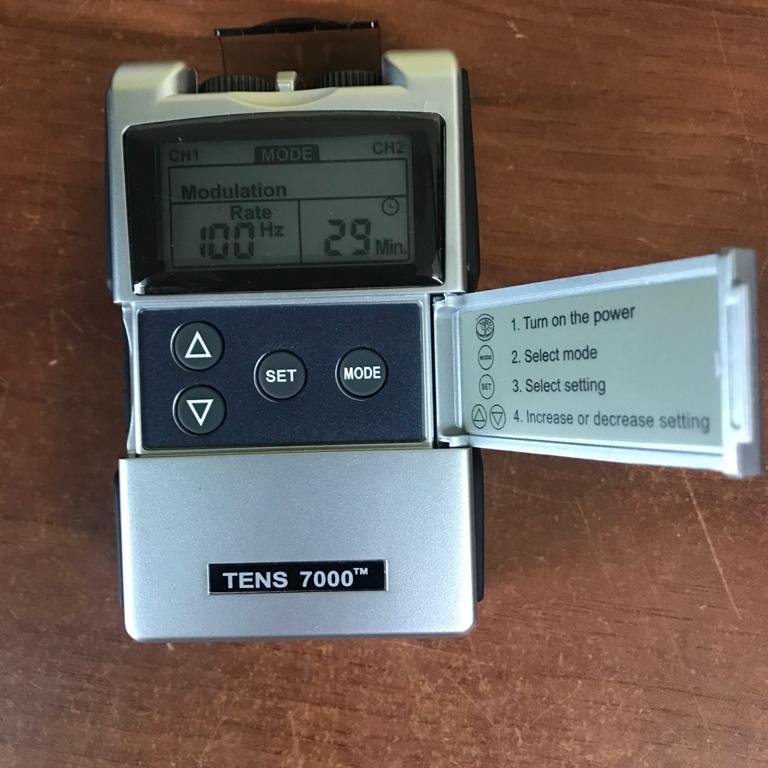 CH1 MODE CH2
Modulation
Rate
100 Hz 29 Min.
SET MODE
1. Turn on the power
MODE 2. Select mode
SET 3. Select setting
4. Increase or decrease setting
TENS 7000™